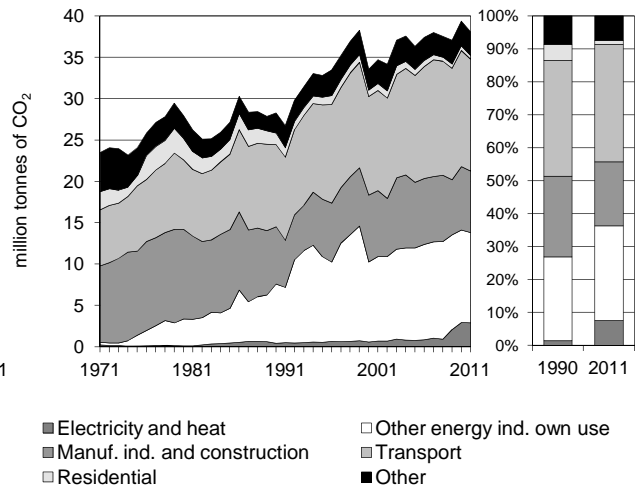 million tonnes of CO₂
40
35
30
25
20
15
10
5
0
1971 1981 1991 2001 2011
100%
90%
80%
70%
60%
50%
40%
30%
20%
10%
0%
1990 2011
1
Electricity and heat
Other energy ind. own use
Manuf. ind. and construction
Transport
Residential
Other